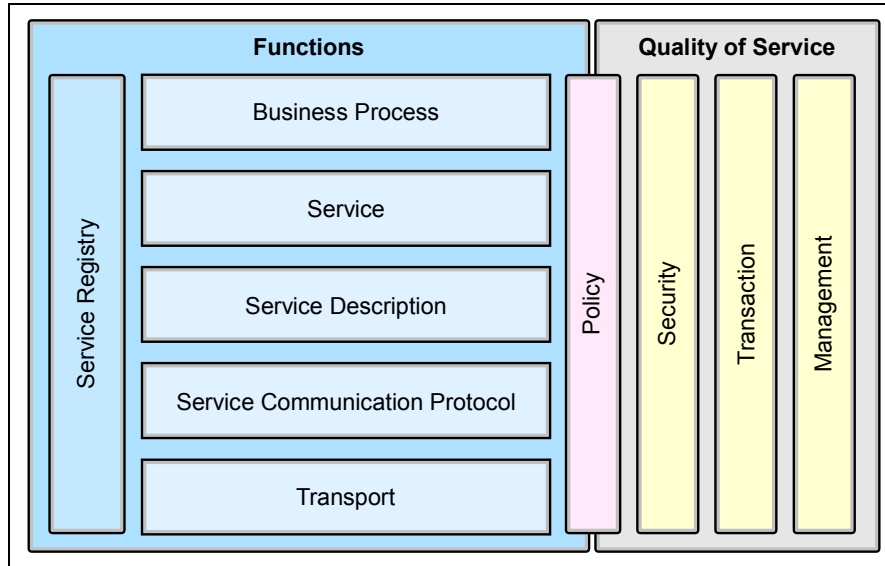 Functions
Quality of Service
Service Registry
Business Process
Service
Service Description
Service Communication Protocol
Transport
Policy
Security
Transaction
Management